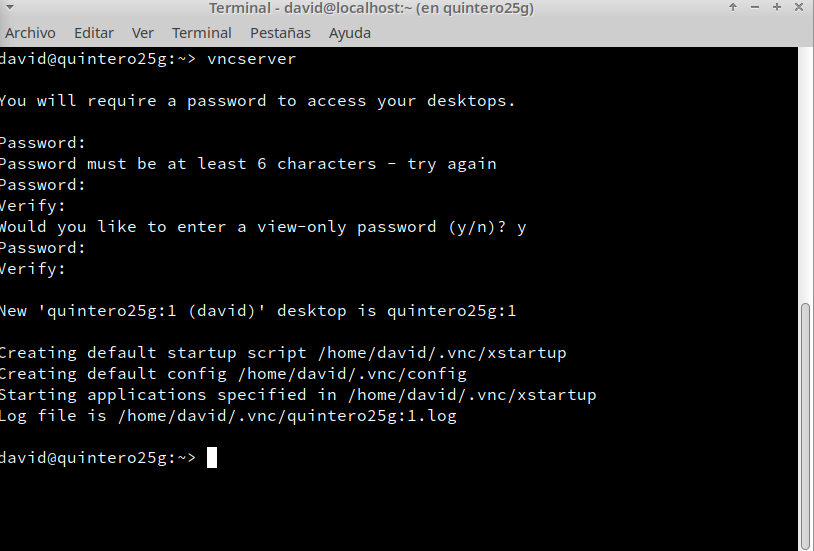 Terminal - david@localhost:~ (en quintero25g)
Archivo Editar Ver Terminal Pestañas Ayuda
david@quintero25g:~> vncserver
You will require a password to access your desktops.
Password:
Password must be at least 6 characters - try again
Password:
Verify:
Would you like to enter a view-only password (y/n)? y
Password:
Verify:
New 'quintero25g:1 (david)' desktop is quintero25g:1
Creating default startup script /home/david/.vnc/xstartup
Creating default config /home/david/.vnc/config
Starting applications specified in /home/david/.vnc/xstartup
Log file is /home/david/.vnc/quintero25g:1.log
david@quintero25g:~>